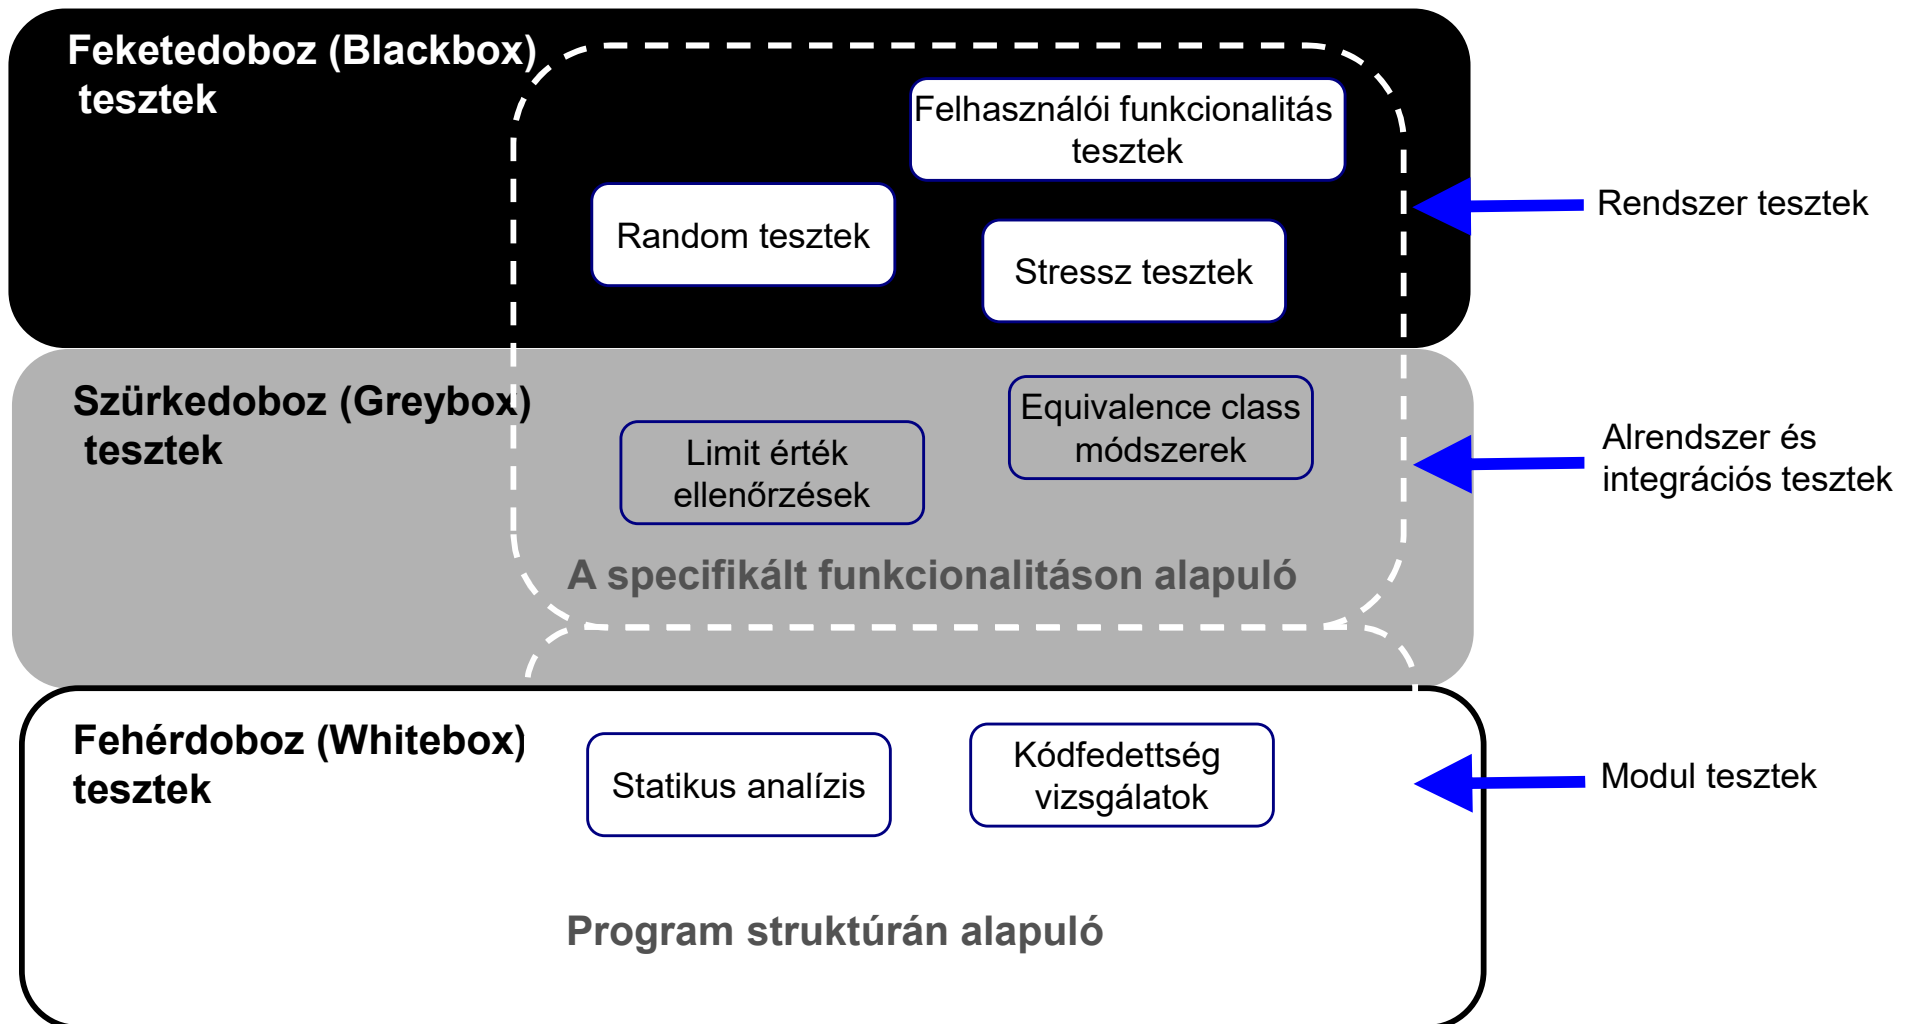 Feketedoboz (Blackbox)
tesztek
Felhasználói funkcionalitás
tesztek
Random tesztek
Stressz tesztek
Rendszer tesztek
Szürkedoboz (Greybox)
tesztek
Equivalence class
módszerek
Limit érték
ellenőrzések
Alrendszer és
integrációs tesztek
A specifikált funkcionalitáson alapuló
Fehérdoboz (Whitebox)
tesztek
Statikus analízis
Kódfedettség
vizsgálatok
Modul tesztek
Program struktúrán alapuló